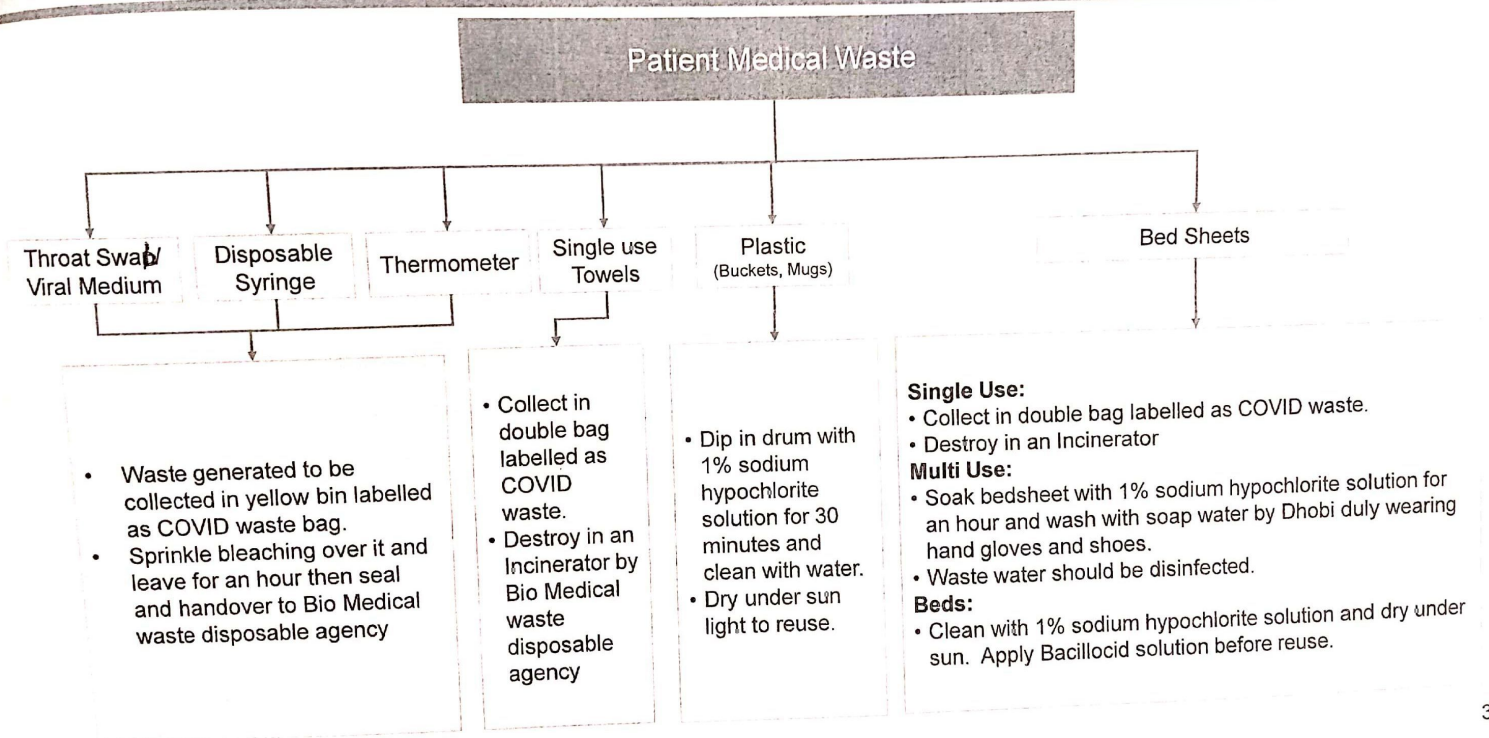 Patient Medical Waste
Throat Swab/
Viral Medium
Disposable
Syringe
Thermometer
Single use
Towels
Plastic
(Buckets, Mugs)
Bed Sheets
• Waste generated to be
collected in yellow bin labelled
as COVID waste bag.
• Sprinkle bleaching over it and
leave for an hour then seal
and handover to Bio Medical
waste disposable agency
• Collect in
double bag
labelled as
COVID
waste.
• Destroy in an
Incinerator by
Bio Medical
waste
disposable
agency
• Dip in drum with
1% sodium
hypochlorite
solution for 30
minutes and
clean with water.
• Dry under sun
light to reuse.
Single Use:
• Collect in double bag labelled as COVID waste.
• Destroy in an Incinerator
Multi Use:
• Soak bedsheet with 1% sodium hypochlorite solution for
an hour and wash with soap water by Dhobi duly wearing
hand gloves and shoes.
• Waste water should be disinfected.
Beds:
• Clean with 1% sodium hypochlorite solution and dry under
sun. Apply Bacillocid solution before reuse.